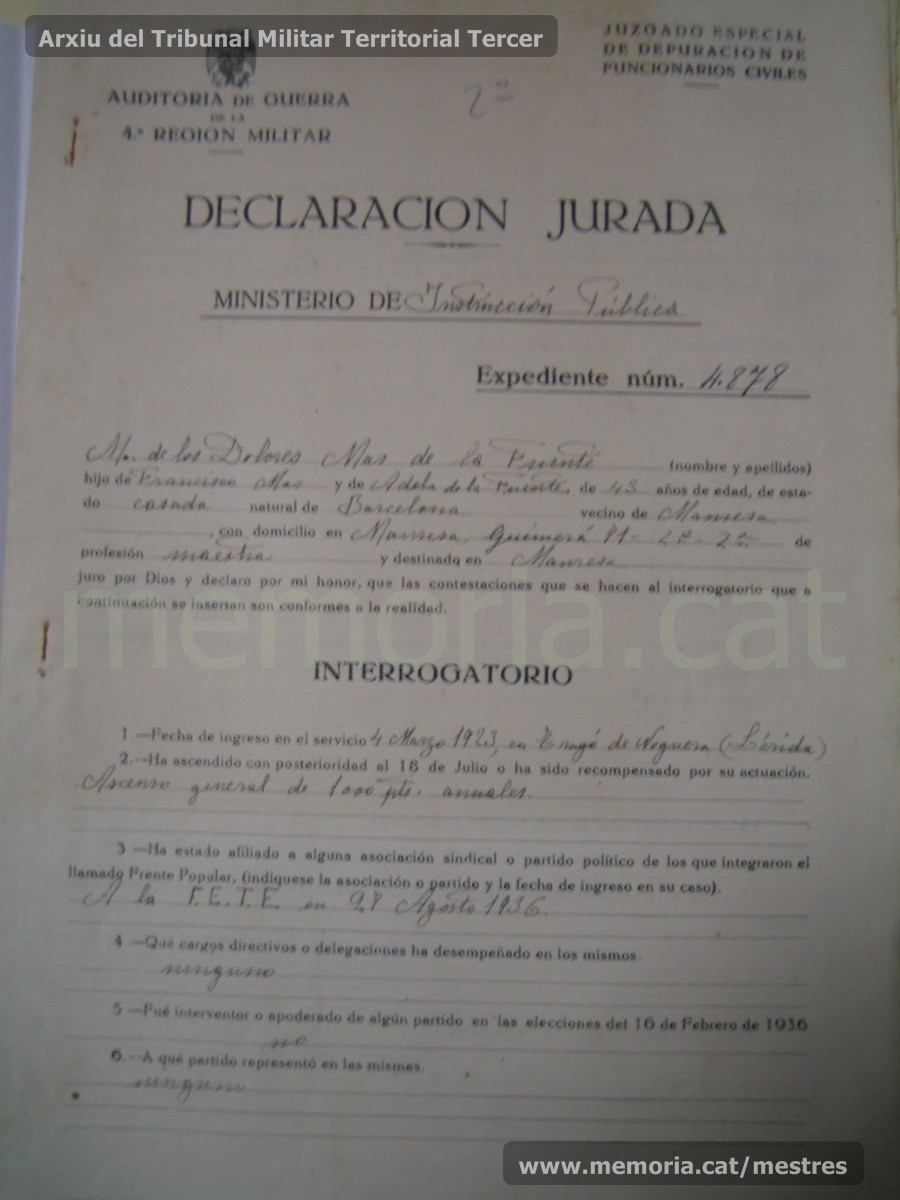 Arxiu del Tribunal Militar Territorial Tercer
JUZGADO ESPECIAL
DE DEPURACION DE
FUNCIONARIOS CIVILES
AUDITORIA DE GUERRA
DE LA
4.ª REGION MILITAR
2º
DECLARACION JURADA
MINISTERIO DE Instrucción Pública
Expediente núm. 4.878
Mª. de los Dolores Mas de la Fuente (nombre y apellidos)
hijo de Francisco Mas y de Adela de la Fuente, de 43 años de edad, de esta-
do casada natural de Barcelona vecino de Manresa
, con domicilio en Manresa, Guimerá 81- 2º- 2ª de
profesión maestra y destinado en Manresa
juro por Dios y declaro por mi honor, que las contestaciones que se hacen al interrogatorio que a
continuación se insertan son conformes a la realidad.
memoria.cat
INTERROGATORIO
1.—Fecha de ingreso en el servicio 4 Marzo 1923, en Tragó de Noguera (Lérida)
2.—Ha ascendido con posterioridad al 18 de Julio o ha sido recompensado por su actuación.
Ascenso general de 1000 pts. anuales.
3—Ha estado afiliado a alguna asociación sindical o partido político de los que integraron el
llamado Frente Popular, (indíquese la asociación o partido y la fecha de ingreso en su caso).
A la F.E.T.E. en 28 Agosto 1936.
4—Qué cargos directivos o delegaciones ha desempeñado en los mismos.
ninguno
5—Fué interventor o apoderado de algún partido en las elecciones del 16 de Febrero de 1936
no
6.—A qué partido representó en las mismas.
ninguno
www.memoria.cat/mestres